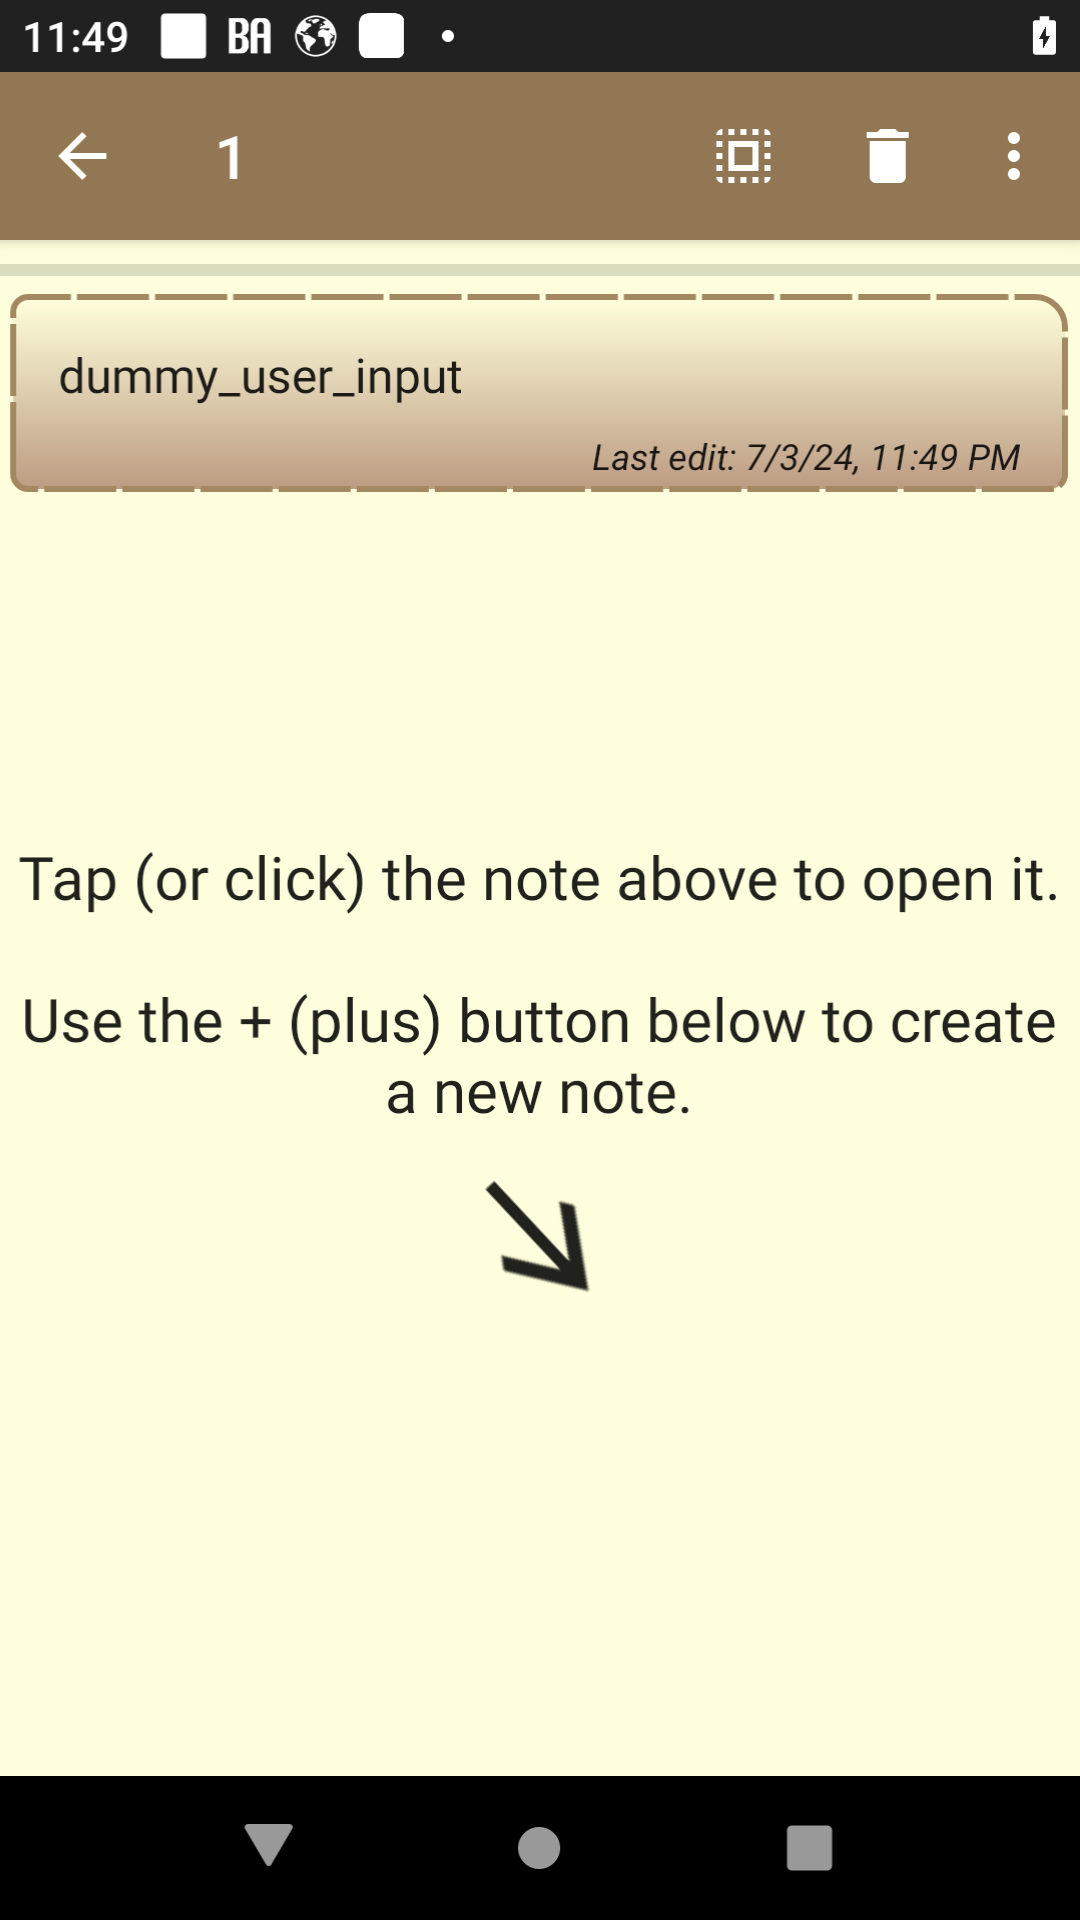 11:49 BA
1
dummy_user_input
Last edit: 7/3/24, 11:49 PM
Tap (or click) the note above to open it.
Use the + (plus) button below to create
a new note.